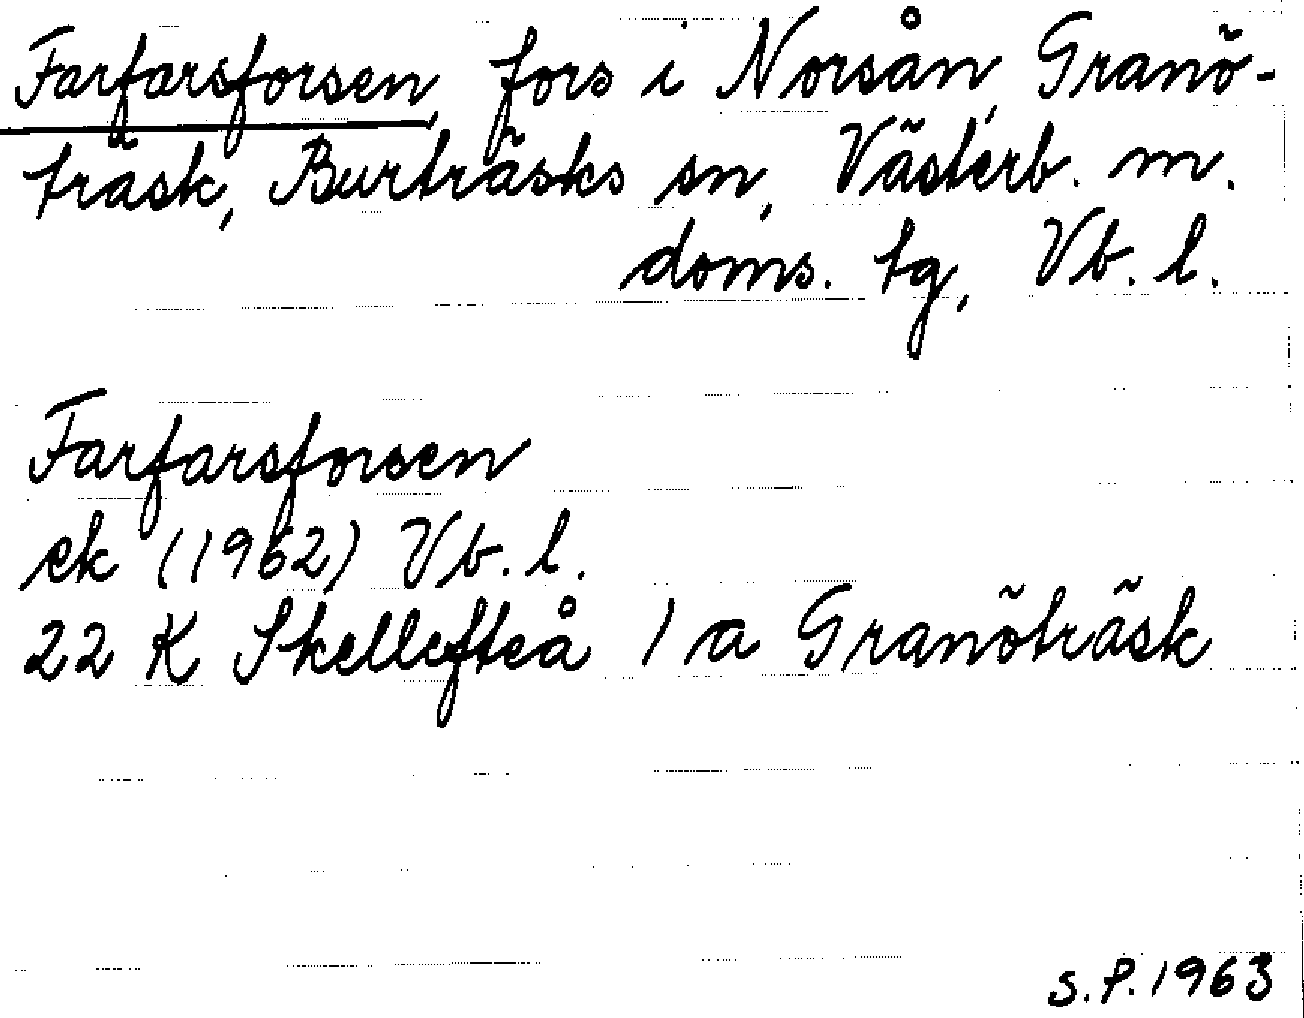 Farfarsforsen, fors i Norsån, Granö-
träsk, Burträsks sn, Västerb. m.
doms. tg, Vb. l.
Farfarsforsen
ek (1962) Vb. l.
22 K Skellefteå 1 a Granöträsk
S.P. 1963